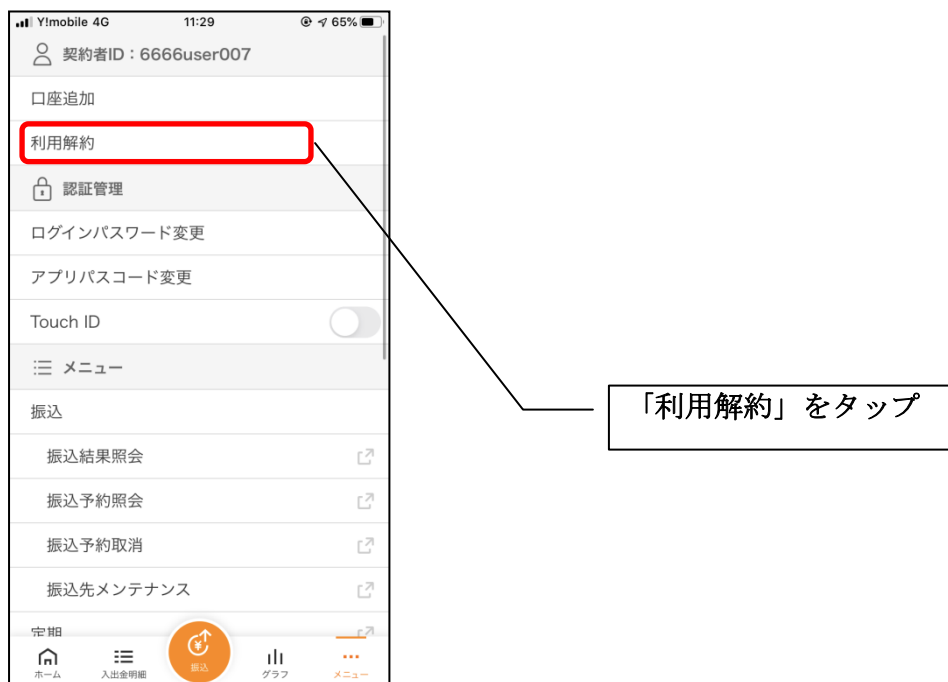 Y!mobile 4G 11:29 65%
契約者ID：6666user007
口座追加
利用解約
認証管理
ログインパスワード変更
アプリパスコード変更
Touch ID
メニュー
振込
振込結果照会
振込予約照会
振込予約取消
振込先メンテナンス
定期
ホーム 入出金明細 振込 グラフ メニュー
「利用解約」をタップ